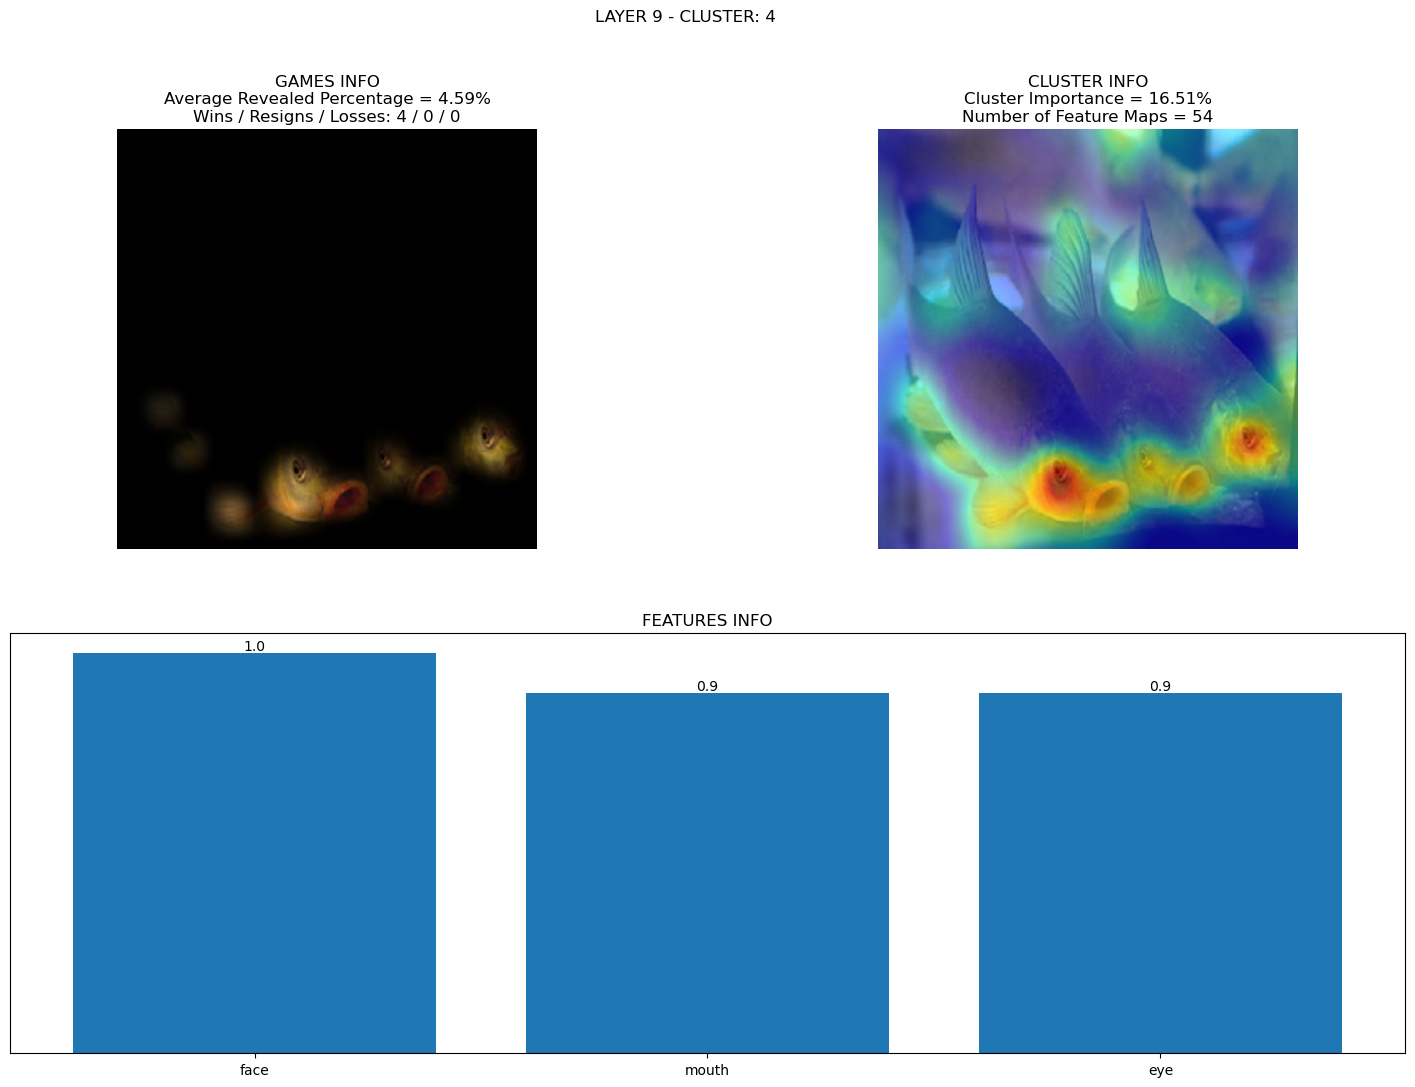 LAYER 9 - CLUSTER: 4
GAMES INFO
Average Revealed Percentage = 4.59%
Wins / Resigns / Losses: 4 / 0 / 0
CLUSTER INFO
Cluster Importance = 16.51%
Number of Feature Maps = 54
FEATURES INFO
1.0
0.9
0.9
face
mouth
eye